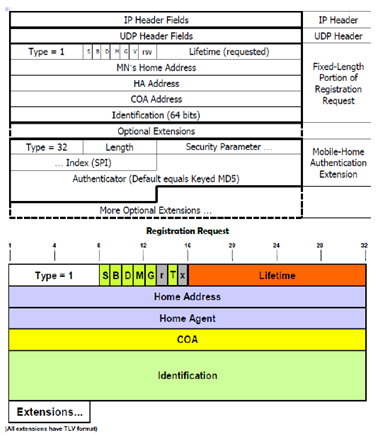 IP Header Fields IP Header
UDP Header Fields UDP Header
Type = 1 S B D M G V rsv Lifetime (requested)
MN's Home Address
HA Address
COA Address
Identification (64 bits)
Fixed-Length
Portion of
Registration
Request
Optional Extensions
Type = 32 Length Security Parameter ...
... Index (SPI)
Authenticator (Default equals Keyed MD5)
Mobile-Home
Authentication
Extension
More Optional Extensions ...
Registration Request
1 4 8 12 16 20 24 28 32
Type = 1 S B D M G r T x Lifetime
Home Address
Home Agent
COA
Identification
Extensions...
(All extensions have TLV format)